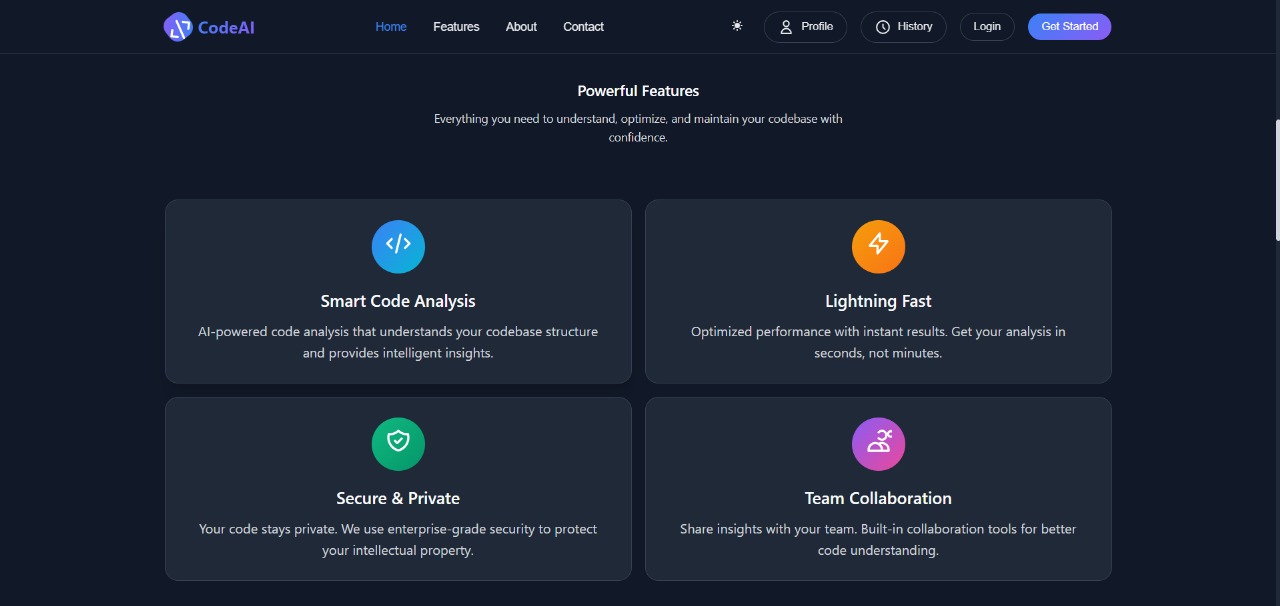 CodeAI Home Features About Contact Profile History Login Get Started
Powerful Features
Everything you need to understand, optimize, and maintain your codebase with
confidence.
Smart Code Analysis
AI-powered code analysis that understands your codebase structure
and provides intelligent insights.
Lightning Fast
Optimized performance with instant results. Get your analysis in
seconds, not minutes.
Secure & Private
Your code stays private. We use enterprise-grade security to protect
your intellectual property.
Team Collaboration
Share insights with your team. Built-in collaboration tools for better
code understanding.